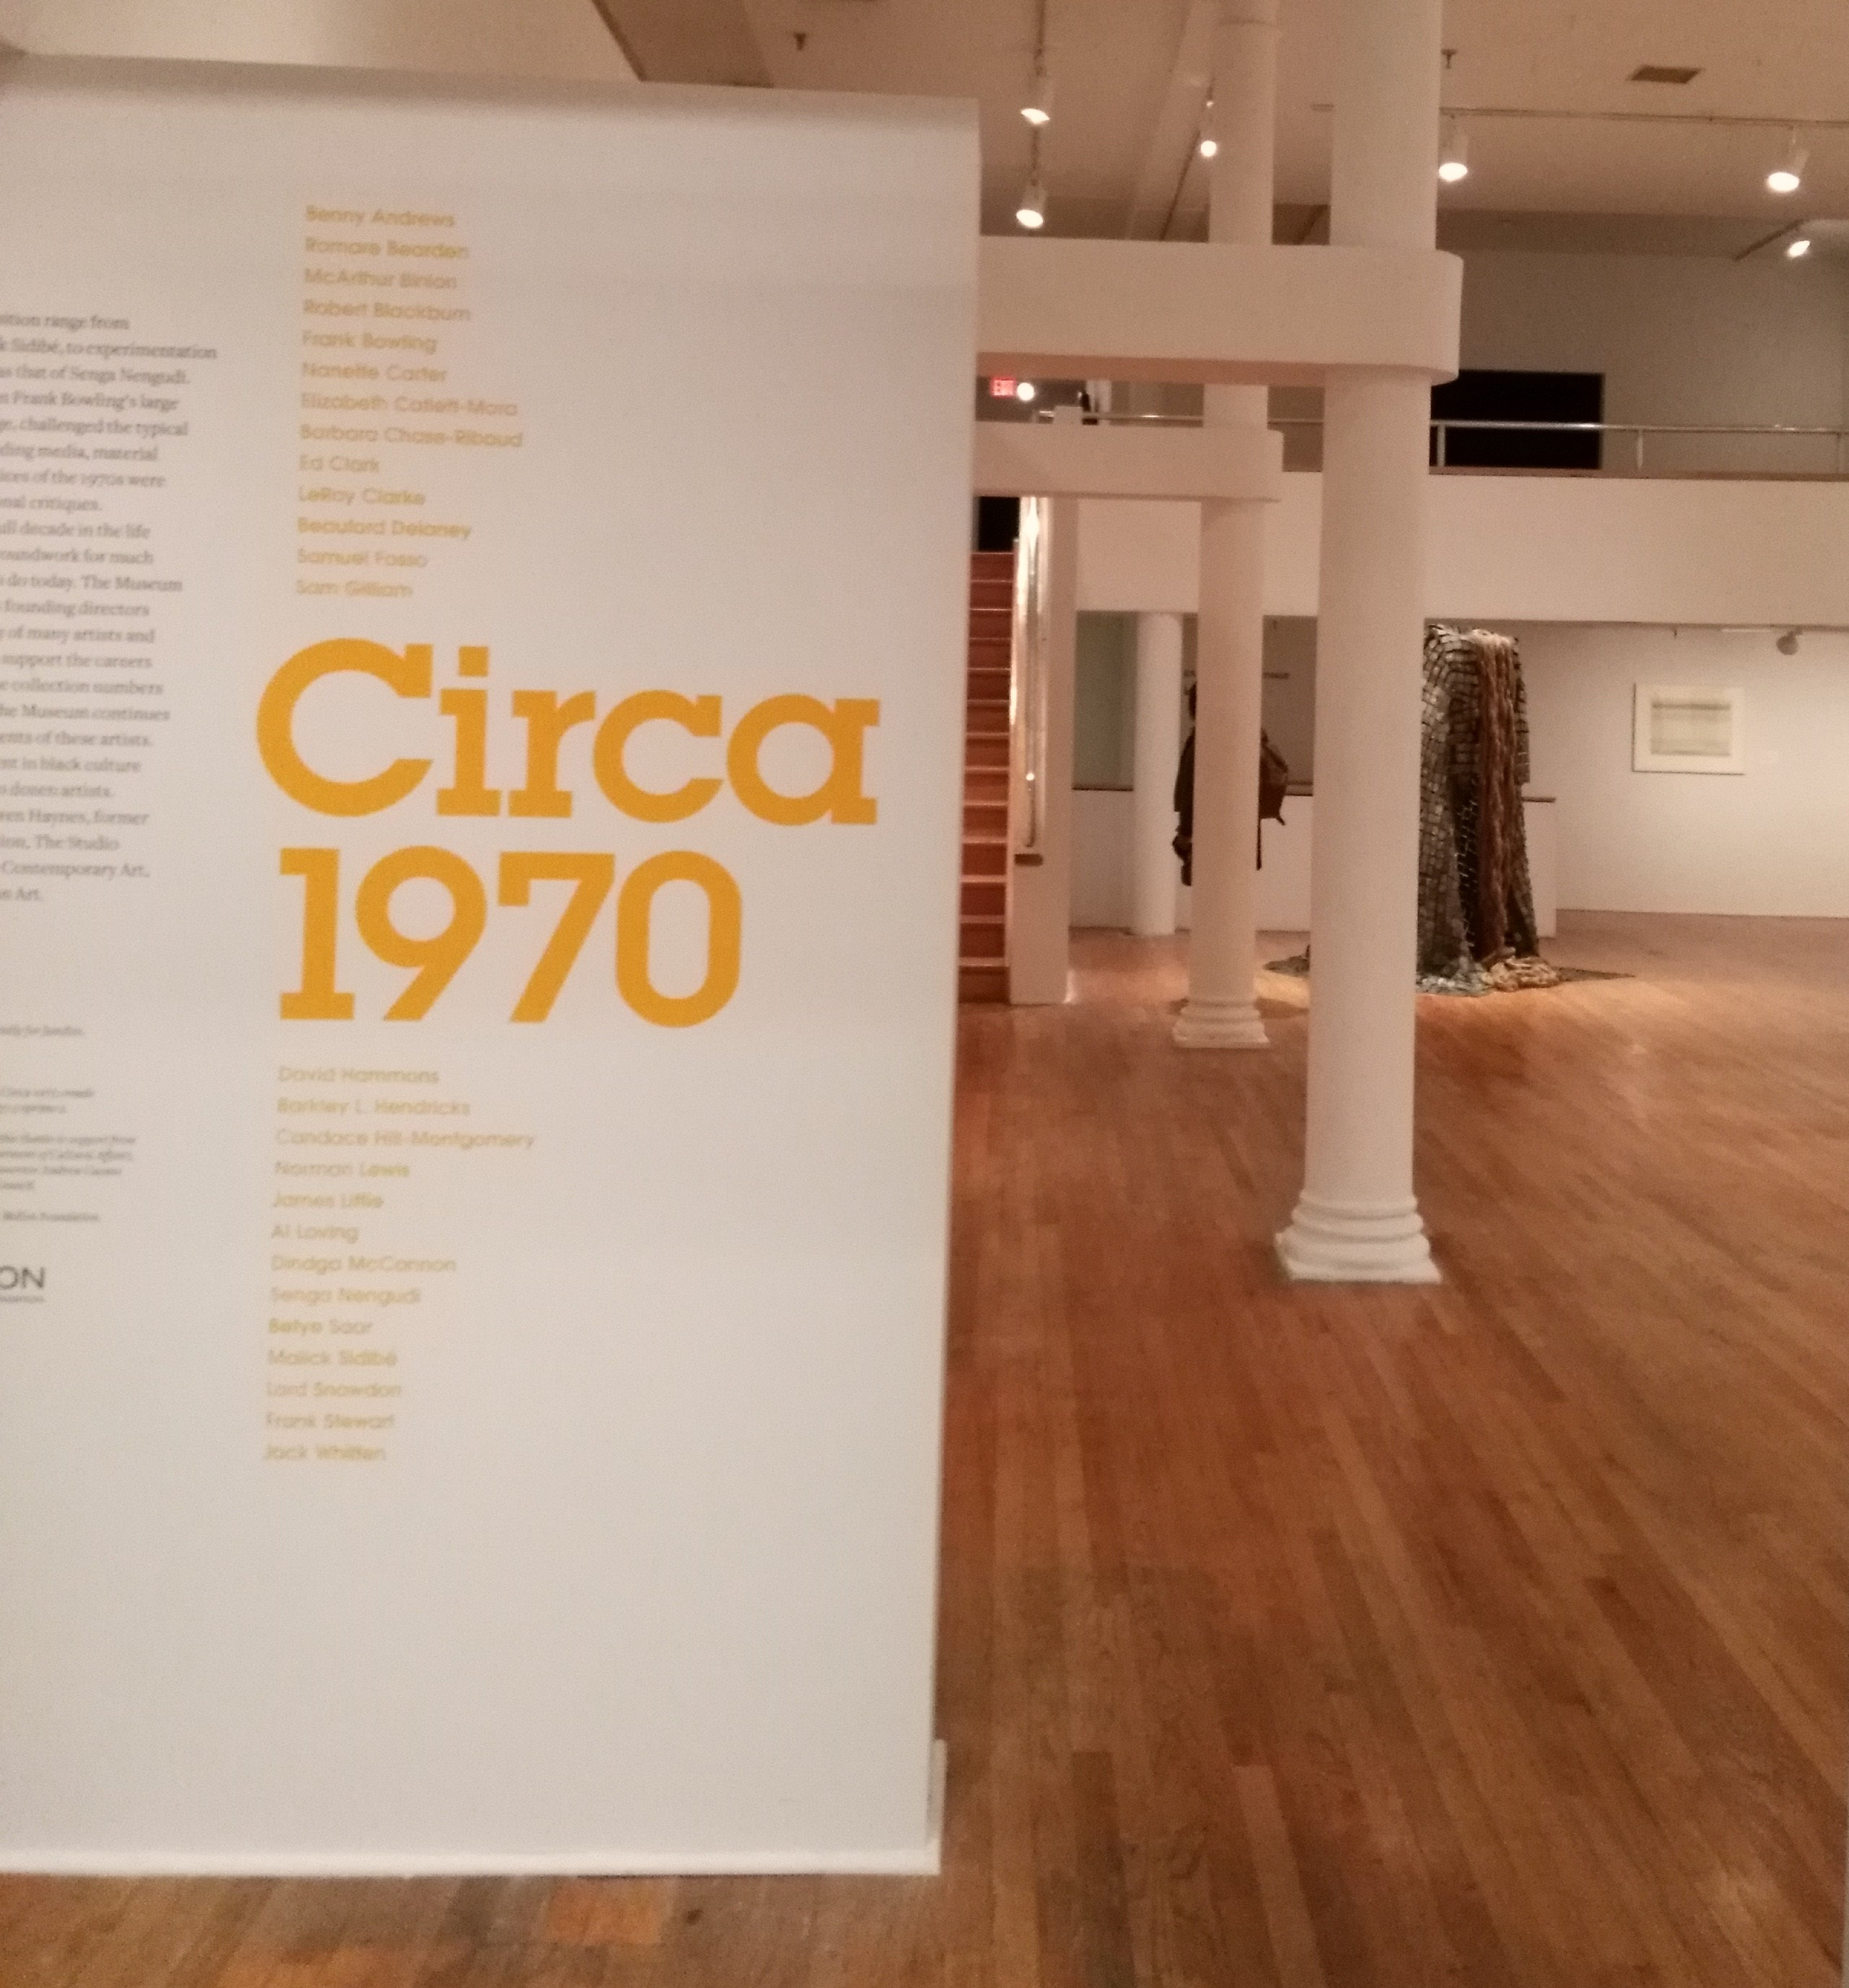 ition range from
k Sidibé, to experimentation
as that of Senga Nengudi.
n Frank Bowling's large
ge, challenged the typical
ding media, material
ices of the 1970s were
nal critiques.
ull decade in the life
oundwork for much
do today. The Museum
founding directors
y of many artists and
support the careers
e collection numbers
he Museum continues
ents of these artists.
nt in black culture
dozen artists.
ren Haynes, former
ion, The Studio
Contemporary Art,
n Art.
ON
Benny Andrews
Romare Bearden
McArthur Binion
Robert Blackburn
Frank Bowling
Nanette Carter
Elizabeth Catlett-Mora
Barbara Chase-Riboud
Ed Clark
LeRoy Clarke
Beauford Delaney
Samuel Fosso
Sam Gilliam
Circa
1970
David Hammons
Barkley L. Hendricks
Candace Hill-Montgomery
Norman Lewis
James Little
Al Loving
Dindga McCannon
Senga Nengudi
Betye Saar
Malick Sidibé
Lord Snowdon
Frank Stewart
Jack Whitten
EXIT